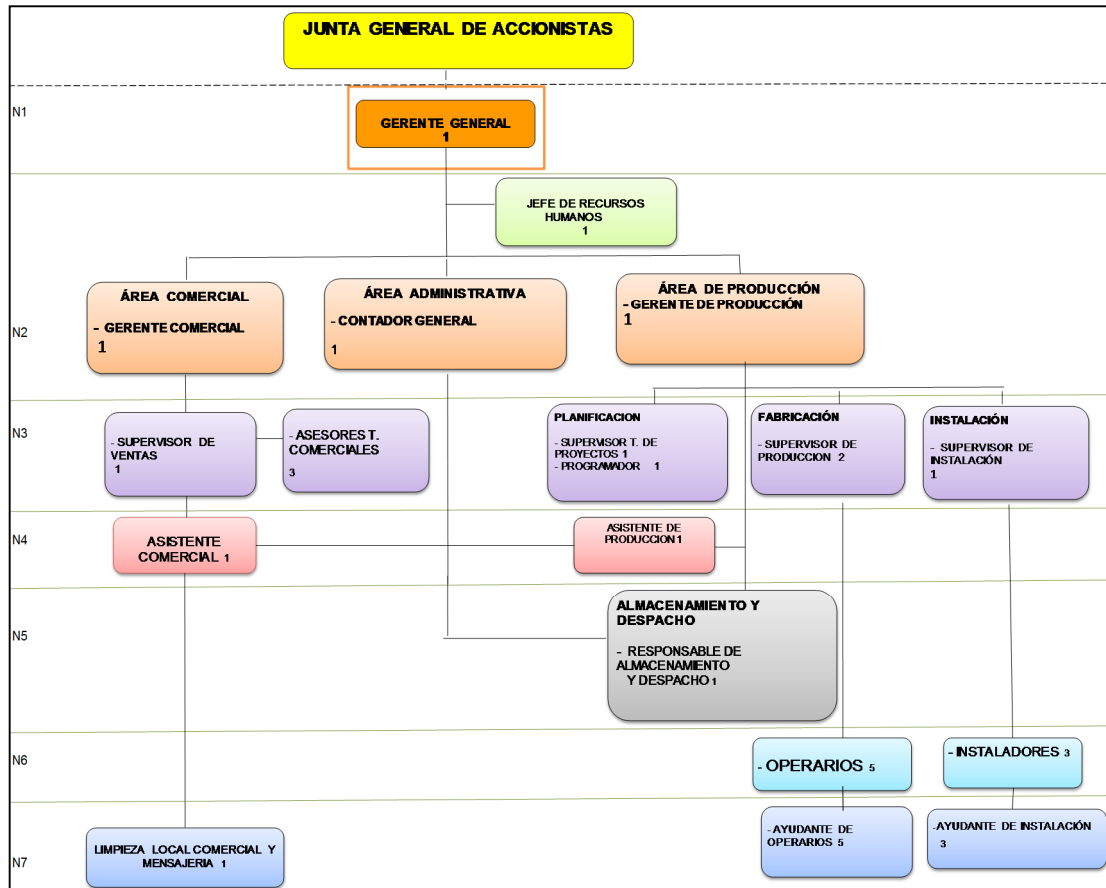 JUNTA GENERAL DE ACCIONISTAS
N1
GERENTE GENERAL
1
JEFE DE RECURSOS
HUMANOS
1
N2
ÁREA COMERCIAL
- GERENTE COMERCIAL
1
ÁREA ADMINISTRATIVA
- CONTADOR GENERAL
1
ÁREA DE PRODUCCIÓN
- GERENTE DE PRODUCCIÓN
1
N3
- SUPERVISOR DE
VENTAS
1
- ASESORES T.
COMERCIALES
3
PLANIFICACION
- SUPERVISOR T. DE
PROYECTOS 1
- PROGRAMADOR 1
FABRICACIÓN
- SUPERVISOR DE
PRODUCCION 2
INSTALACIÓN
- SUPERVISOR DE
INSTALACIÓN
1
N4
ASISTENTE
COMERCIAL 1
ASISTENTE DE
PRODUCCION 1
N5
ALMACENAMIENTO Y
DESPACHO
- RESPONSABLE DE
ALMACENAMIENTO
Y DESPACHO 1
N6
- OPERARIOS 5
- INSTALADORES 3
N7
LIMPIEZA LOCAL COMERCIAL Y
MENSAJERIA 1
- AYUDANTE DE
OPERARIOS 5
-AYUDANTE DE INSTALACIÓN
3